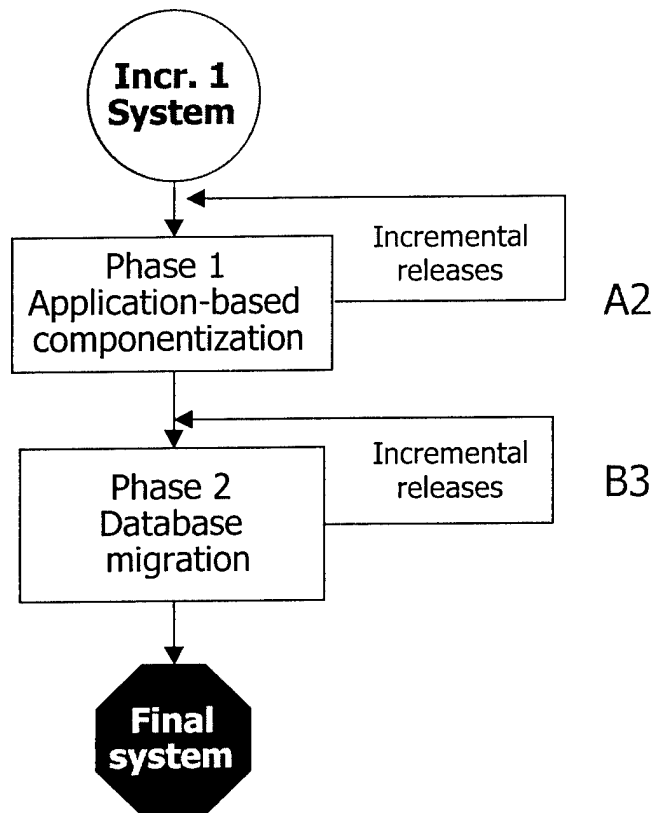 Incr. 1
System
Incremental
releases
Phase 1
Application-based
componentization
A2
Incremental
releases
Phase 2
Database
migration
B3
Final
system